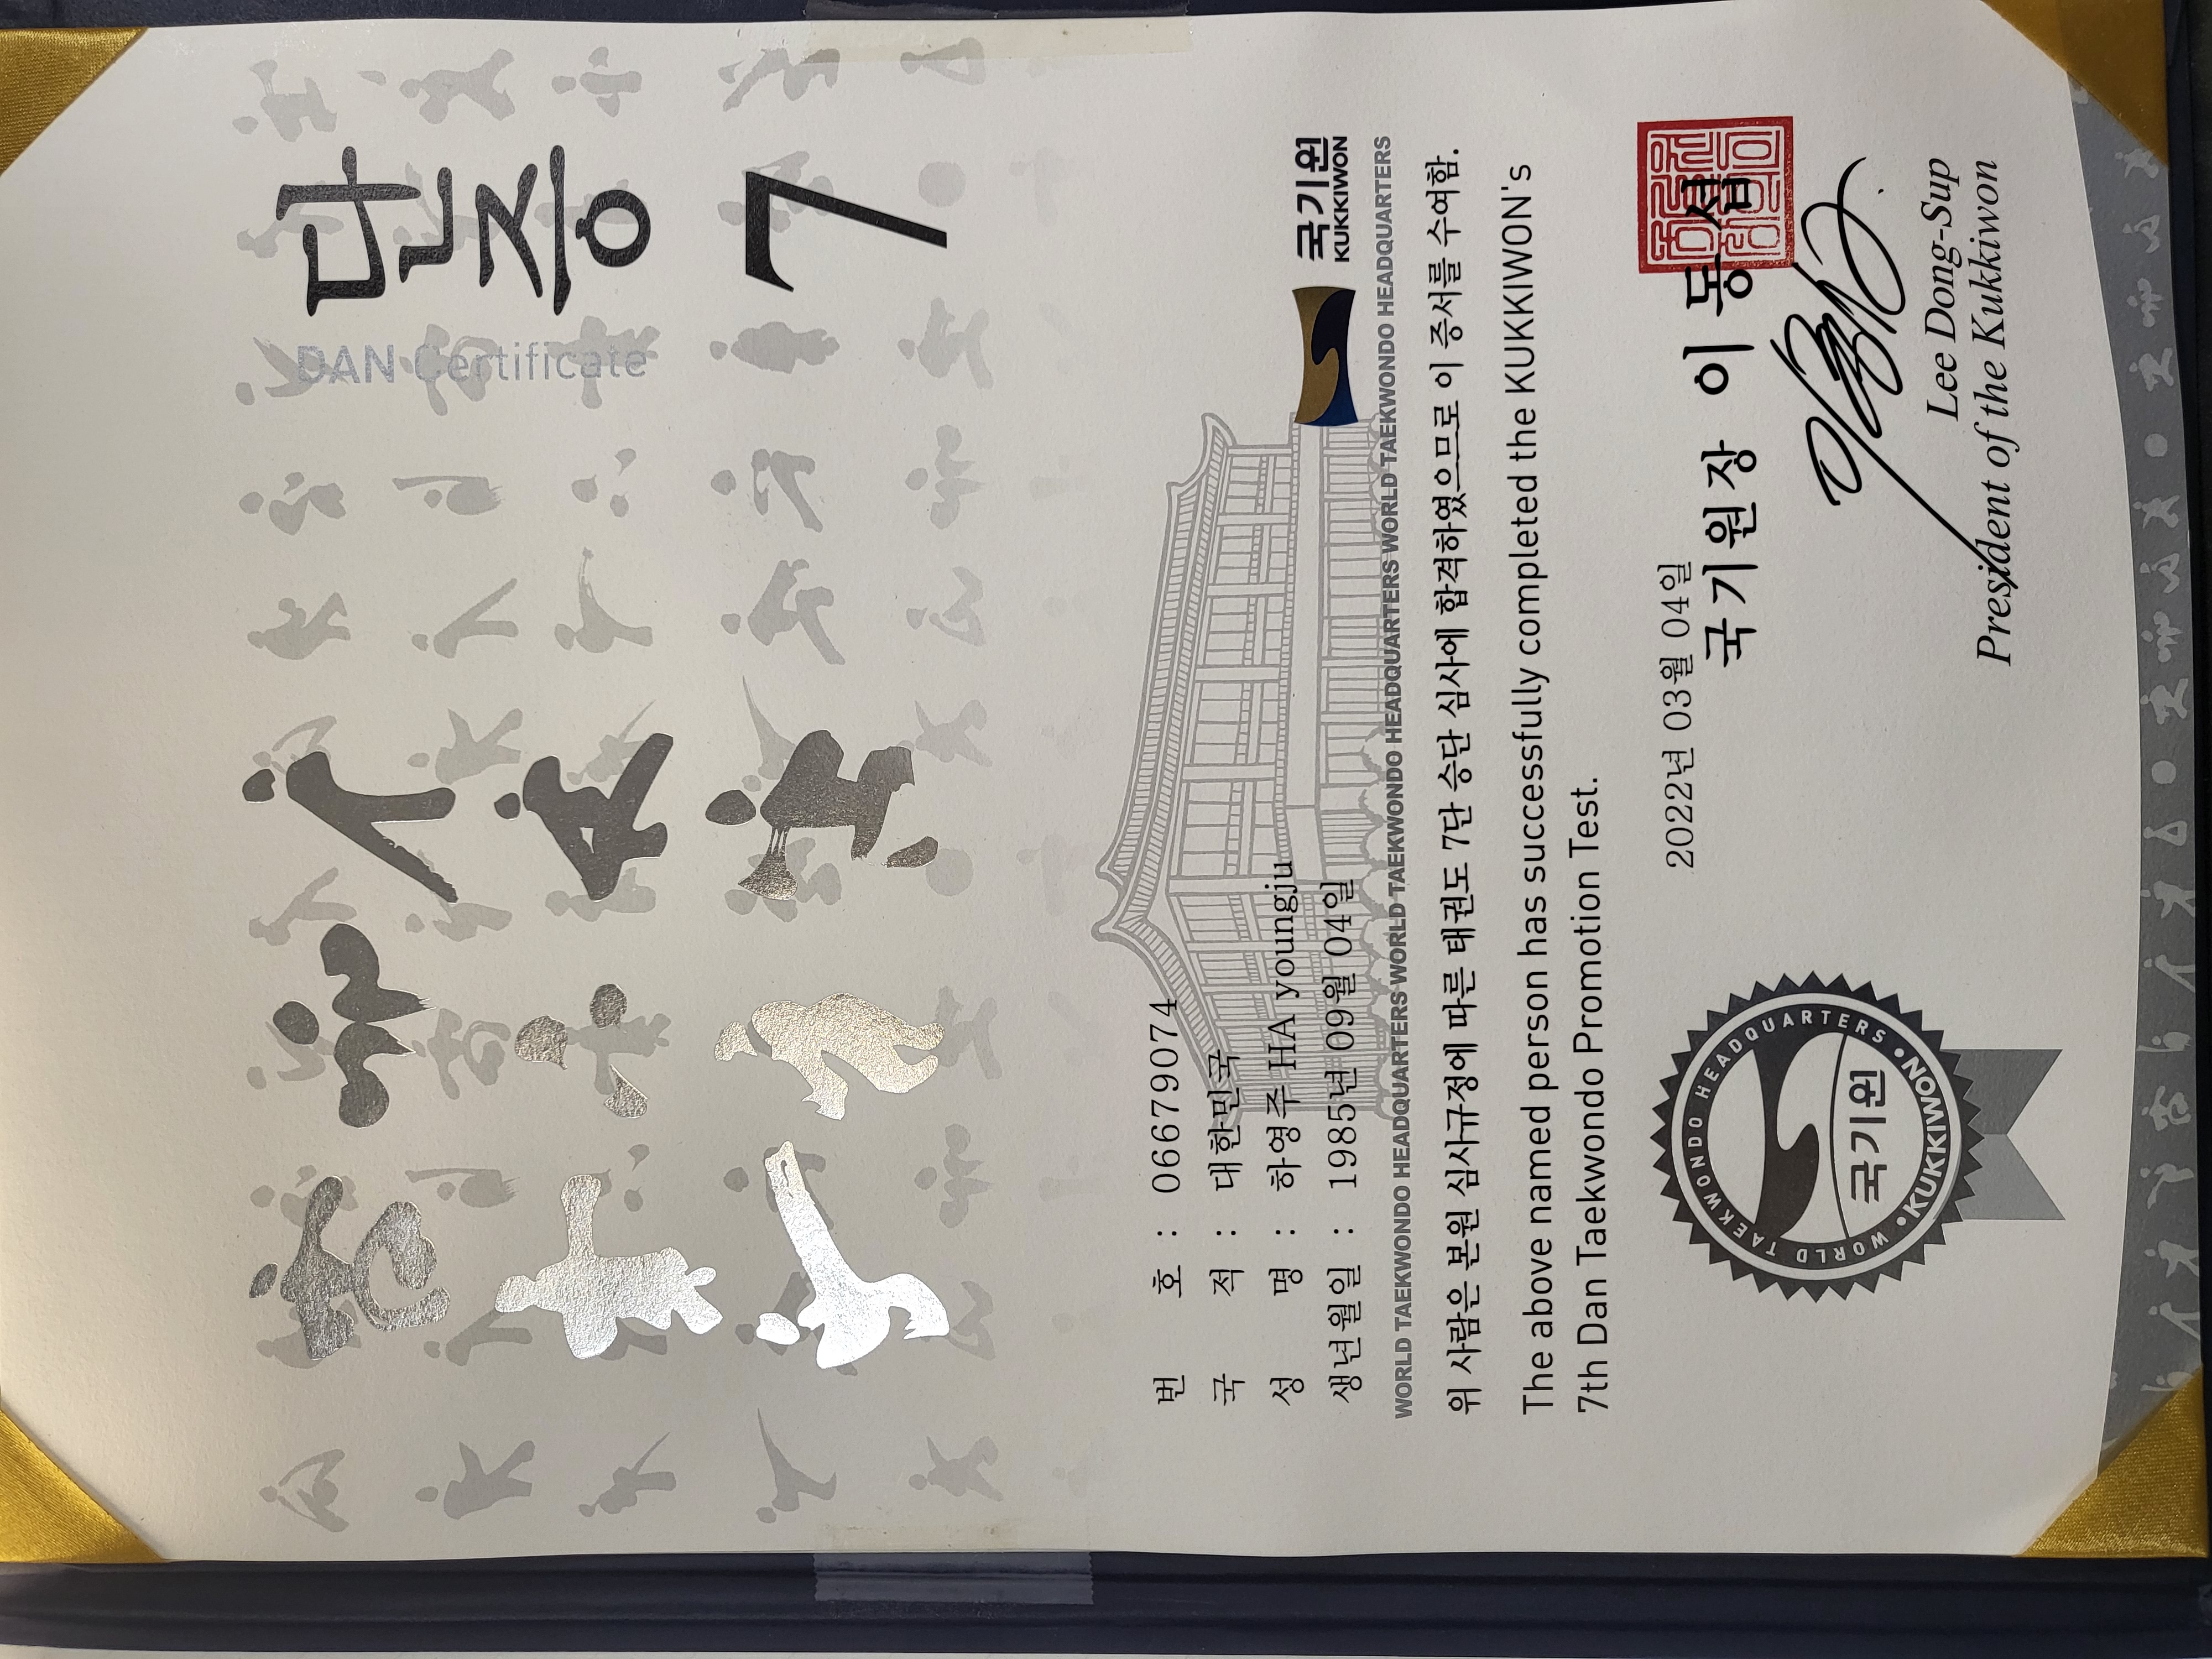 단증
DAN Certificate
7
번 호 : 06679074
국 적 : 대한민국
성 명 : 하영주 HA youngju
생년월일 : 1985년 09월 04일
국기원
KUKKIWON
WORLD TAEKWONDO HEADQUARTERS WORLD TAEKWONDO HEADQUARTERS WORLD TAEKWONDO HEADQUARTERS WORLD TAEKWONDO HEADQUARTERS WORLD TAEKWONDO HEADQUARTERS
위 사람은 본원 심사규정에 따른 태권도 7단 승단 심사에 합격하였으므로 이 증서를 수여함.
The above named person has successfully completed the KUKKIWON's
7th Dan Taekwondo Promotion Test.
2022년 03월 04일
국기원장 이동섭
Lee Dong-Sup
President of the Kukkiwon
WORLD TAEKWONDO HEADQUARTERS
국기원
• KUKKIWON •